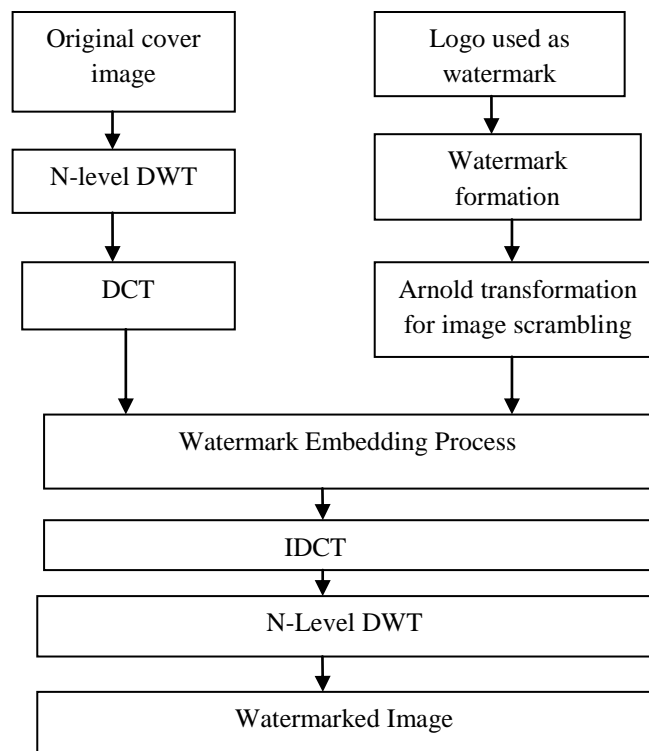 Original cover
image
Logo used as
watermark
N-level DWT
Watermark
formation
DCT
Arnold transformation
for image scrambling
Watermark Embedding Process
IDCT
N-Level DWT
Watermarked Image